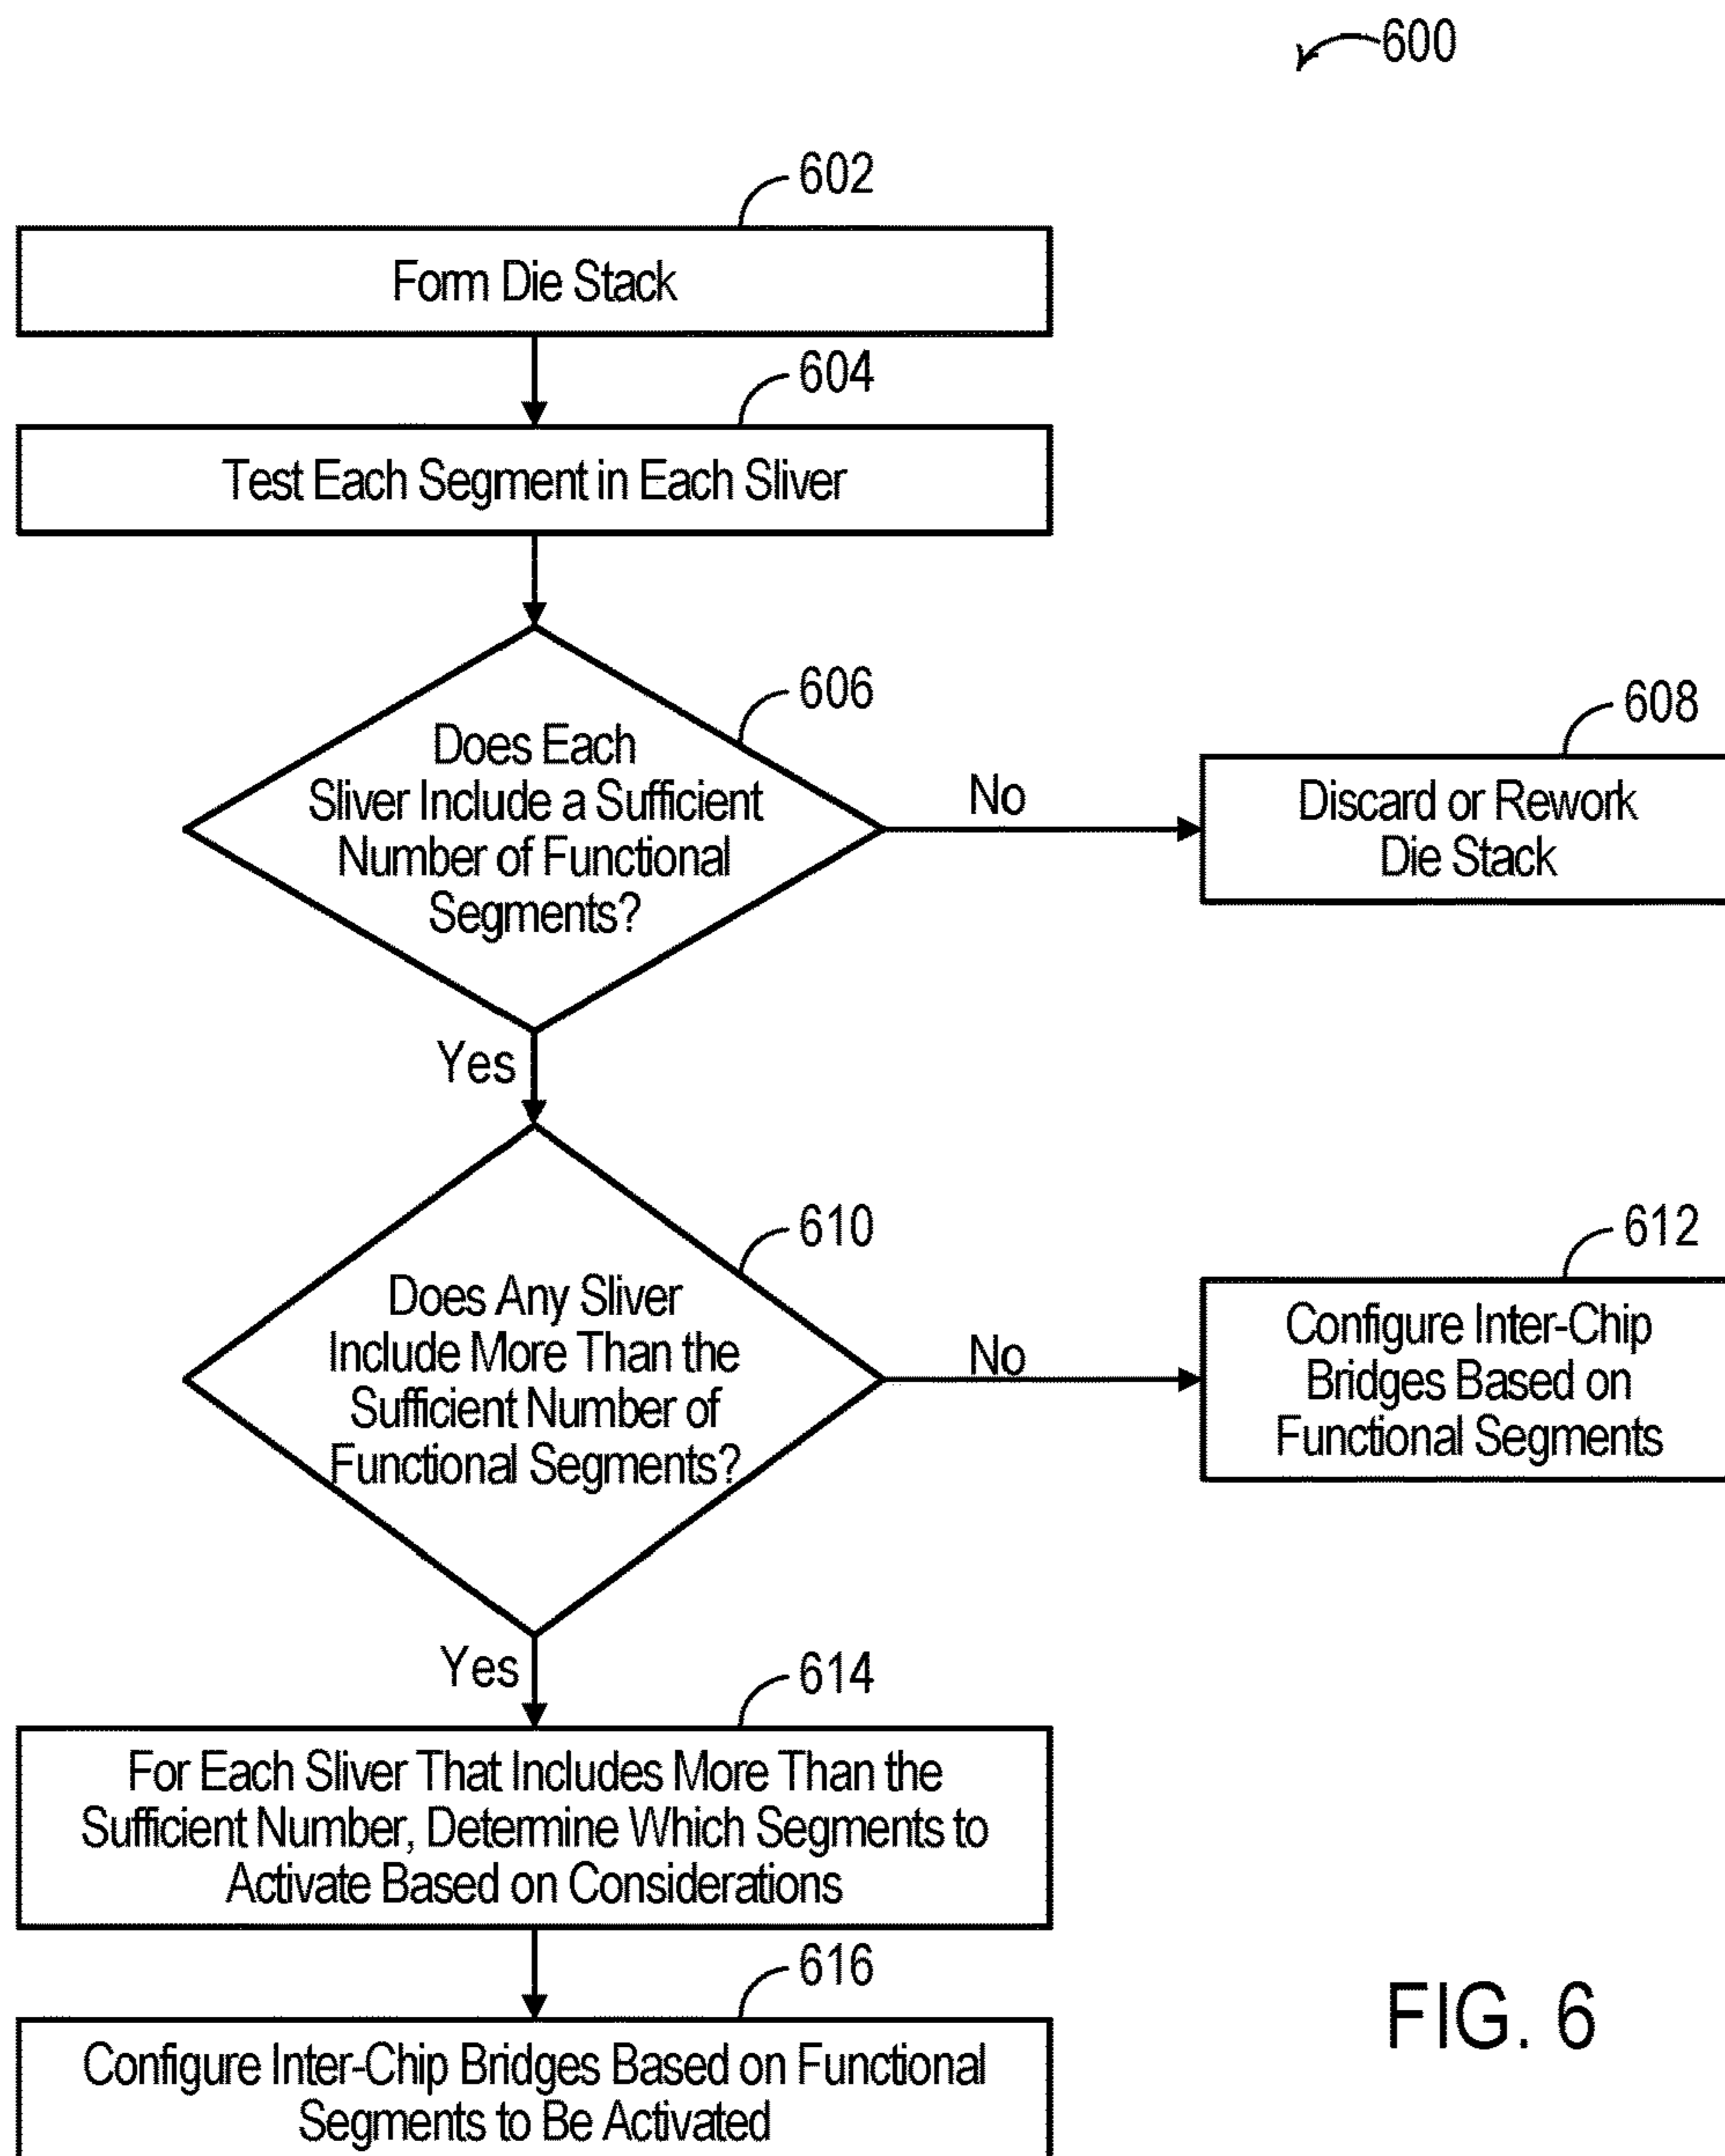 600
602
Form Die Stack
604
Test Each Segment in Each Sliver
606
Does Each
Sliver Include a Sufficient
Number of Functional
Segments?
No
608
Discard or Rework
Die Stack
Yes
610
Does Any Sliver
Include More Than the
Sufficient Number of
Functional Segments?
No
612
Configure Inter-Chip
Bridges Based on
Functional Segments
Yes
614
For Each Sliver That Includes More Than the
Sufficient Number, Determine Which Segments to
Activate Based on Considerations
616
Configure Inter-Chip Bridges Based on Functional
Segments to Be Activated
FIG. 6